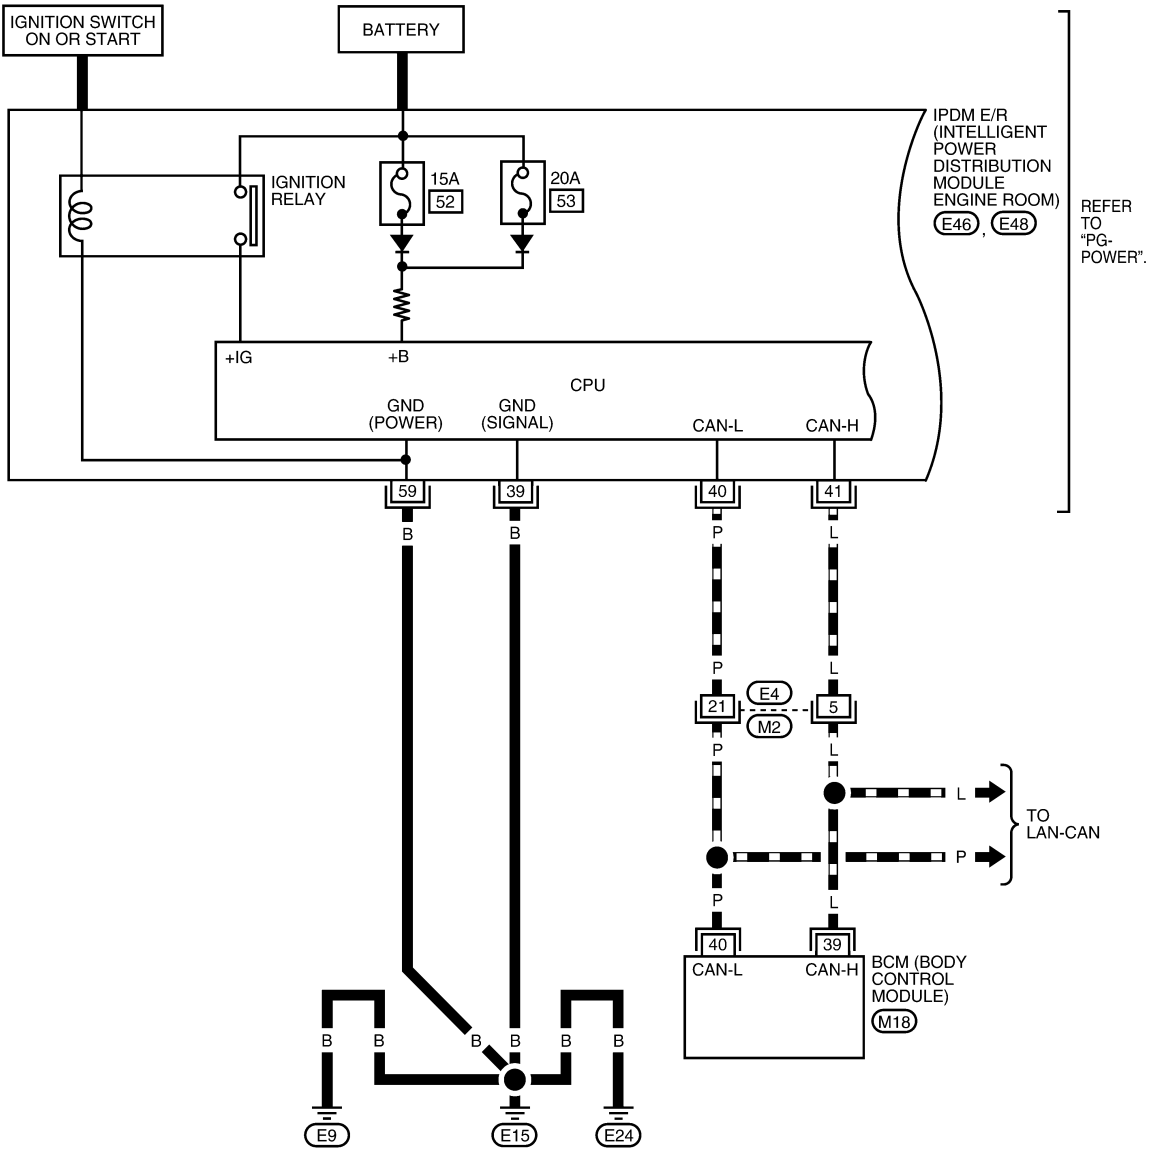 IGNITION SWITCH
ON OR START
BATTERY
IPDM E/R
(INTELLIGENT
POWER
DISTRIBUTION
MODULE
ENGINE ROOM)
E46 , E48
REFER
TO
“PG-
POWER”.
IGNITION
RELAY
15A
52
20A
53
+IG
+B
CPU
GND
(POWER)
GND
(SIGNAL)
CAN-L
CAN-H
59
39
40
41
B
B
P
L
P
L
21
E4
M2
5
P
L
L
TO
LAN-CAN
P
P
L
40
39
CAN-L
CAN-H
BCM (BODY
CONTROL
MODULE)
M18
B
B
B
B
B
B
E9
E15
E24